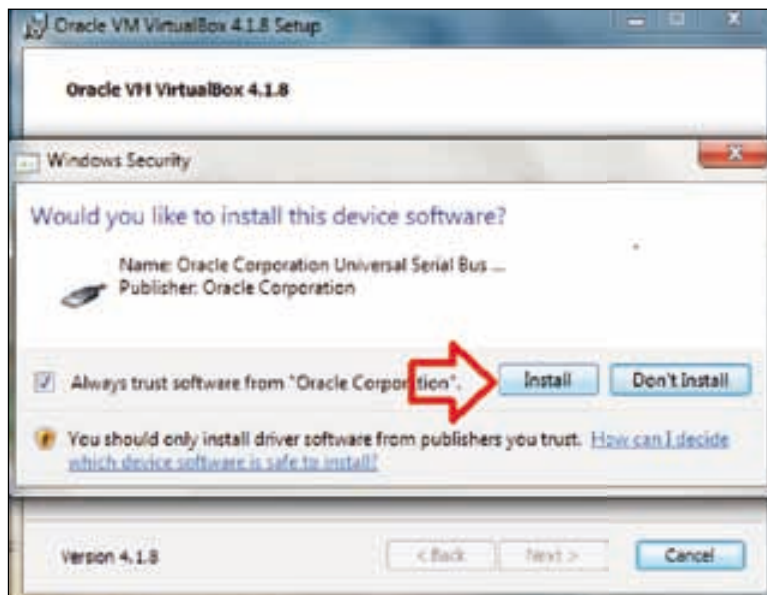 Oracle VM VirtualBox 4.1.8 Setup
Oracle VM VirtualBox 4.1.8
Windows Security
Would you like to install this device software?
Name: Oracle Corporation Universal Serial Bus ...
Publisher: Oracle Corporation
Always trust software from "Oracle Corporation".
Install
Don't Install
You should only install driver software from publishers you trust. How can I decide
which device software is safe to install?
Version 4.1.8
< Back
Next >
Cancel